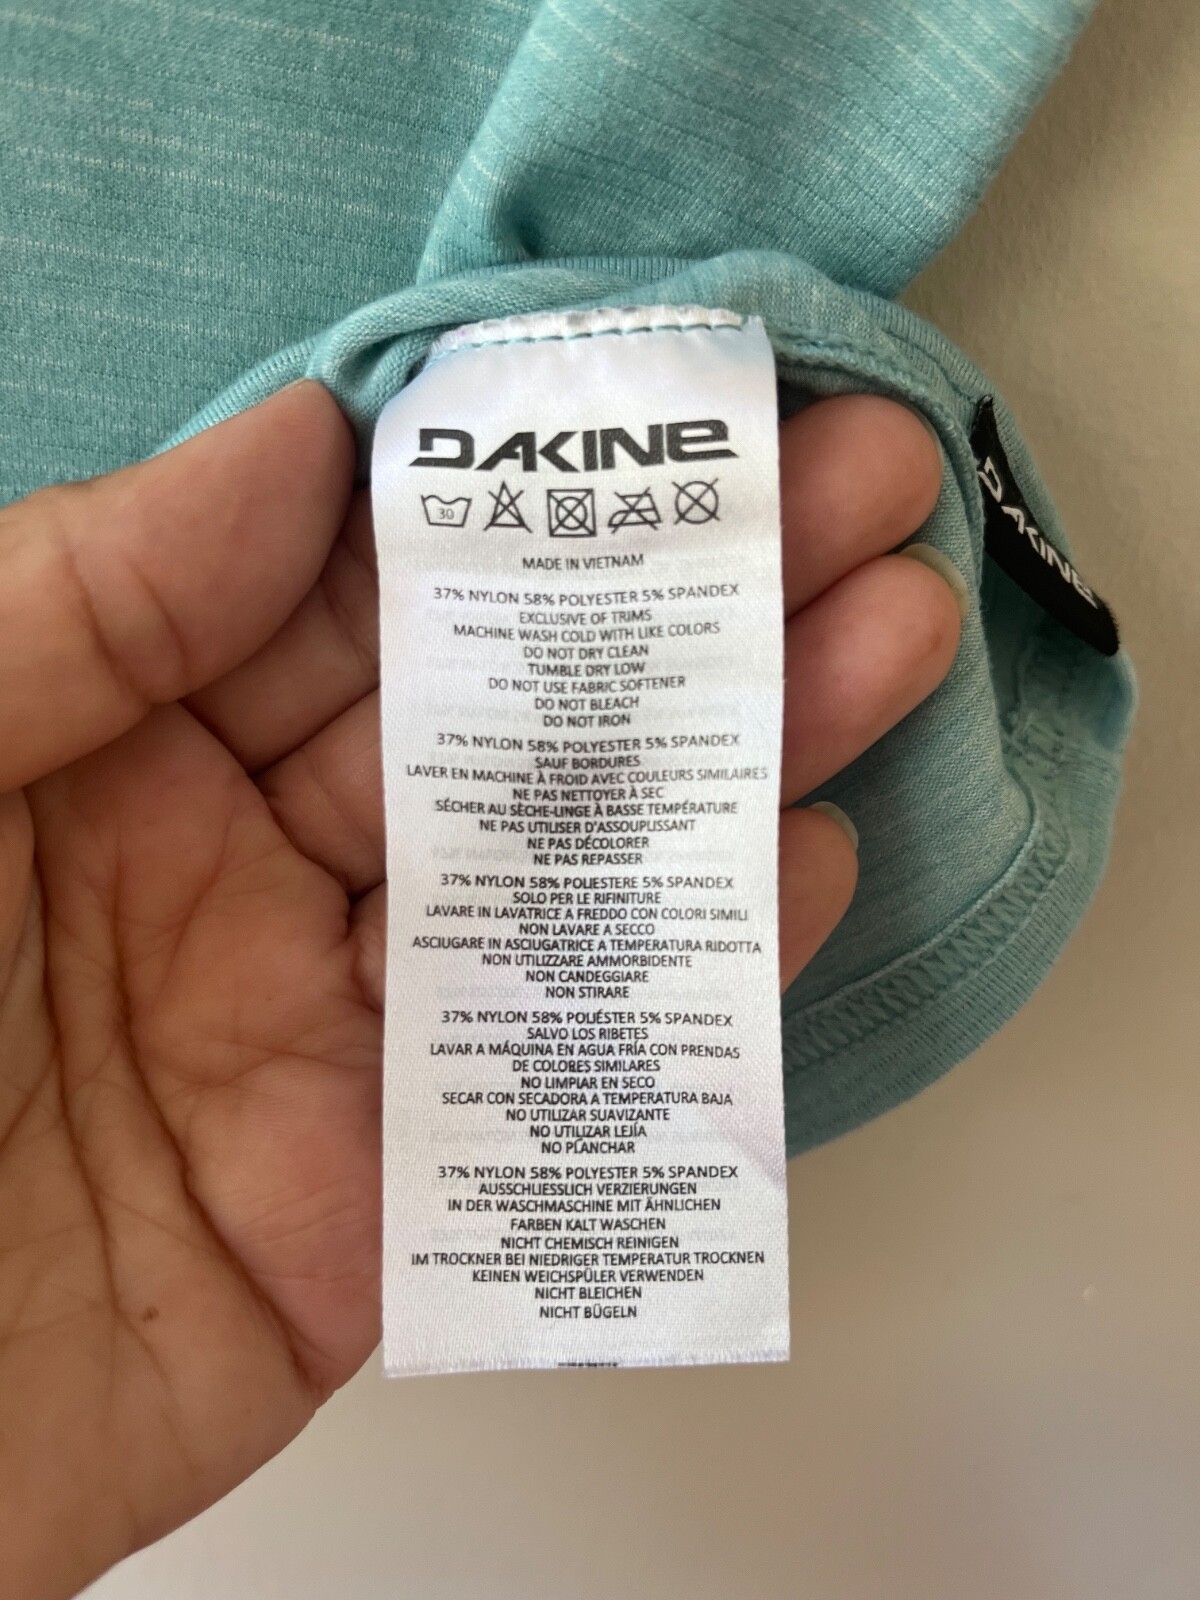 DAKINE
30
DAKINE
MADE IN VIETNAM
37% NYLON 58% POLYESTER 5% SPANDEX
EXCLUSIVE OF TRIMS
MACHINE WASH COLD WITH LIKE COLORS
DO NOT DRY CLEAN
TUMBLE DRY LOW
DO NOT USE FABRIC SOFTENER
DO NOT BLEACH
DO NOT IRON
37% NYLON 58% POLYESTER 5% SPANDEX
SAUF BORDURES
LAVER EN MACHINE À FROID AVEC COULEURS SIMILAIRES
NE PAS NETTOYER À SEC
SÉCHER AU SÈCHE-LINGE À BASSE TEMPÉRATURE
NE PAS UTILISER D'ASSOUPLISSANT
NE PAS DÉCOLORER
NE PAS REPASSER
37% NYLON 58% POLIESTERE 5% SPANDEX
SOLO PER LE RIFINITURE
LAVARE IN LAVATRICE A FREDDO CON COLORI SIMILI
NON LAVARE A SECCO
ASCIUGARE IN ASCIUGATRICE A TEMPERATURA RIDOTTA
NON UTILIZZARE AMMORBIDENTE
NON CANDEGGIARE
NON STIRARE
37% NYLON 58% POLIÉSTER 5% SPANDEX
SALVO LOS RIBETES
LAVAR A MÁQUINA EN AGUA FRÍA CON PRENDAS
DE COLORES SIMILARES
NO LIMPIAR EN SECO
SECAR CON SECADORA A TEMPERATURA BAJA
NO UTILIZAR SUAVIZANTE
NO UTILIZAR LEJÍA
NO PLANCHAR
37% NYLON 58% POLYESTER 5% SPANDEX
AUSSCHLIESSLICH VERZIERUNGEN
IN DER WASCHMASCHINE MIT ÄHNLICHEN
FARBEN KALT WASCHEN
NICHT CHEMISCH REINIGEN
IM TROCKNER BEI NIEDRIGER TEMPERATUR TROCKNEN
KEINEN WEICHSPÜLER VERWENDEN
NICHT BLEICHEN
NICHT BÜGELN